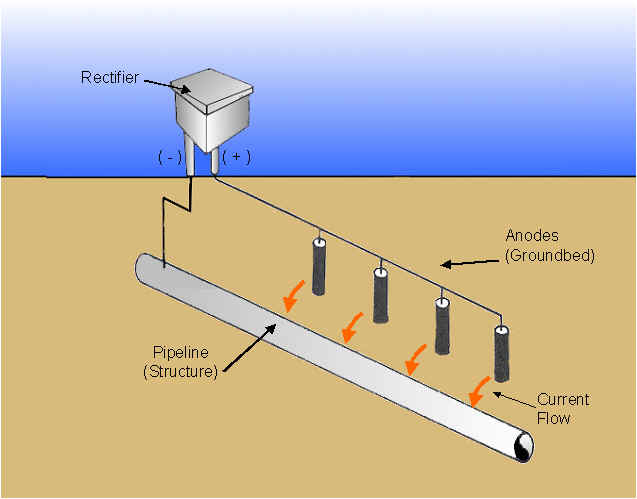 Rectifier
( - ) ( + )
Anodes
(Groundbed)
Pipeline
(Structure)
Current
Flow